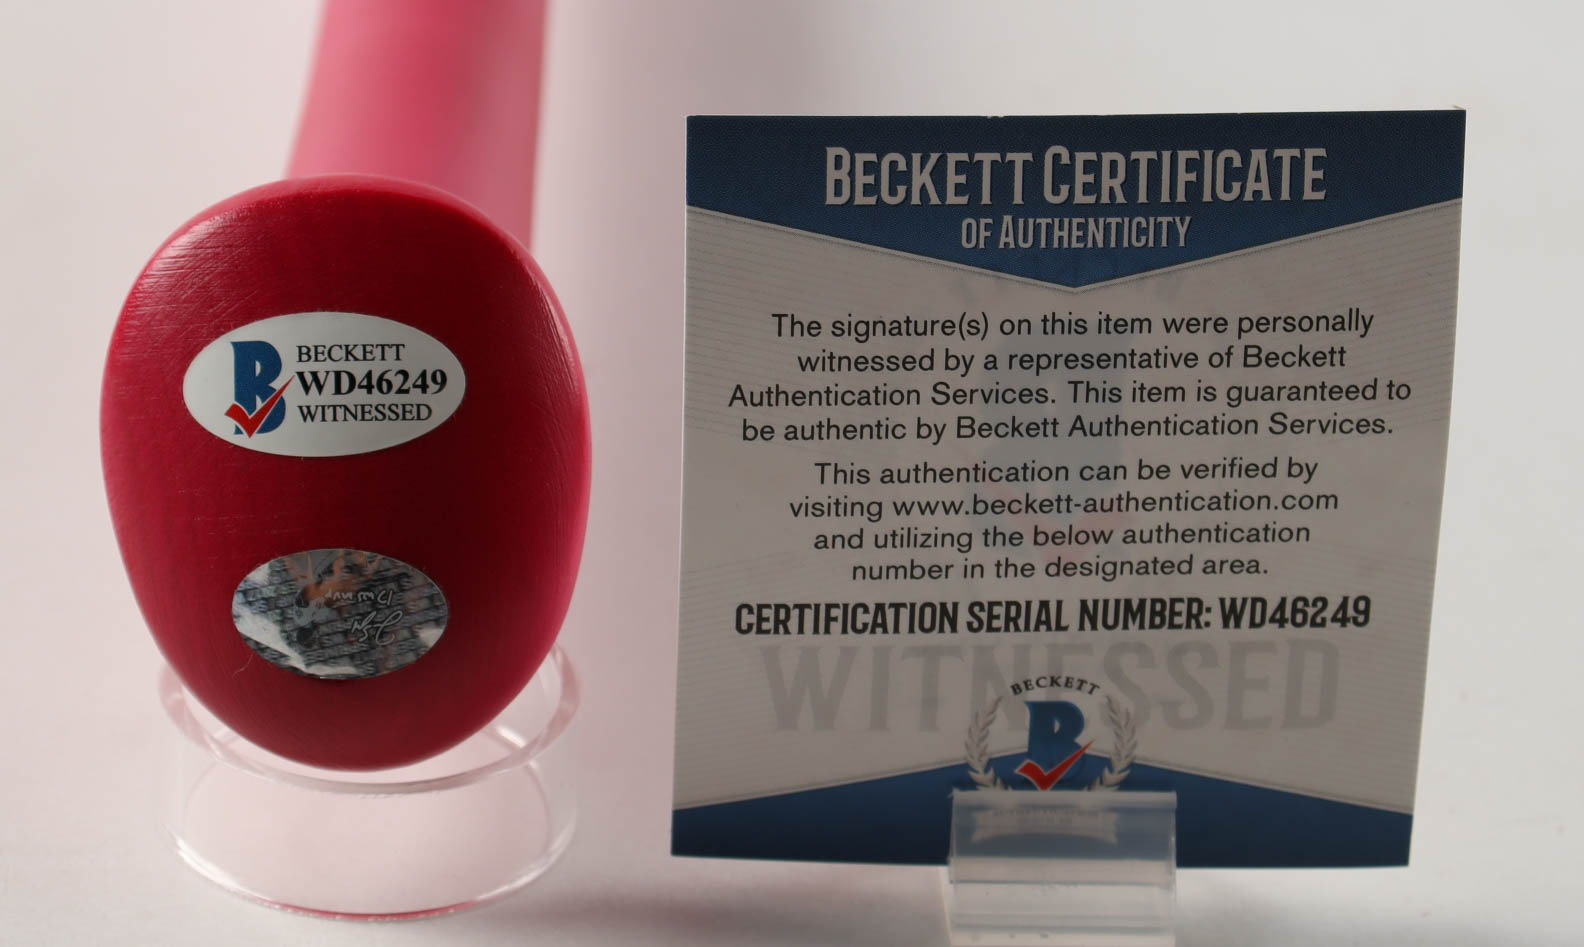 BECKETT
WD46249
WITNESSED
BECKETT CERTIFICATE
OF AUTHENTICITY
The signature(s) on this item were personally
witnessed by a representative of Beckett
Authentication Services. This item is guaranteed to
be authentic by Beckett Authentication Services.
This authentication can be verified by
visiting www.beckett-authentication.com
and utilizing the below authentication
number in the designated area.
CERTIFICATION SERIAL NUMBER: WD46249
WITNESSED
BECKETT
B